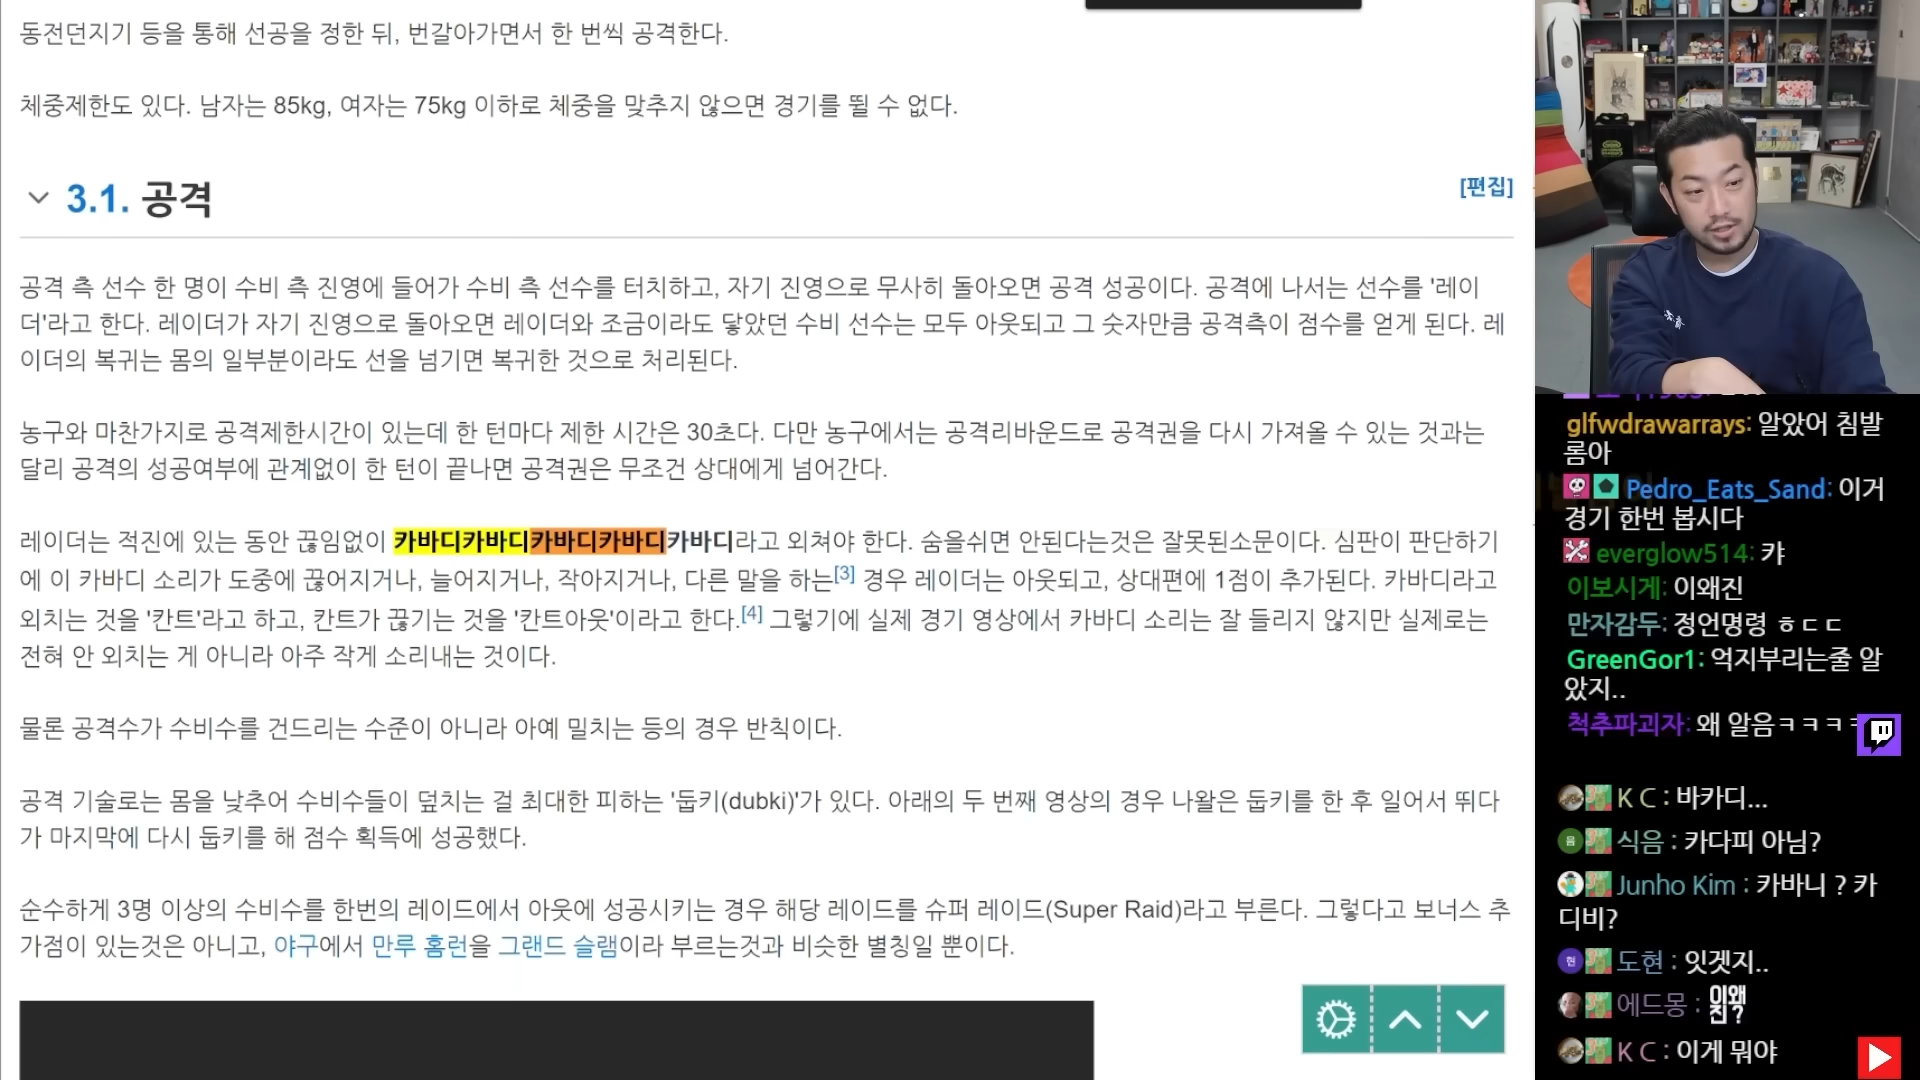 동전던지기 등을 통해 선공을 정한 뒤, 번갈아가면서 한 번씩 공격한다.
체중제한도 있다. 남자는 85kg, 여자는 75kg 이하로 체중을 맞추지 않으면 경기를 뛸 수 없다.
3.1. 공격
[편집]
공격 측 선수 한 명이 수비 측 진영에 들어가 수비 측 선수를 터치하고, 자기 진영으로 무사히 돌아오면 공격 성공이다. 공격에 나서는 선수를 '레이
더'라고 한다. 레이더가 자기 진영으로 돌아오면 레이더와 조금이라도 닿았던 수비 선수는 모두 아웃되고 그 숫자만큼 공격측이 점수를 얻게 된다. 레
이더의 복귀는 몸의 일부분이라도 선을 넘기면 복귀한 것으로 처리된다.
농구와 마찬가지로 공격제한시간이 있는데 한 턴마다 제한 시간은 30초다. 다만 농구에서는 공격리바운드로 공격권을 다시 가져올 수 있는 것과는
달리 공격의 성공여부에 관계없이 한 턴이 끝나면 공격권은 무조건 상대에게 넘어간다.
레이더는 적진에 있는 동안 끊임없이 카바디카바디카바디카바디카바디라고 외쳐야 한다. 숨을쉬면 안된다는것은 잘못된소문이다. 심판이 판단하기
에 이 카바디 소리가 도중에 끊어지거나, 늘어지거나, 작아지거나, 다른 말을 하는[3] 경우 레이더는 아웃되고, 상대편에 1점이 추가된다. 카바디라고
외치는 것을 '칸트'라고 하고, 칸트가 끊기는 것을 '칸트아웃'이라고 한다.[4] 그렇기에 실제 경기 영상에서 카바디 소리는 잘 들리지 않지만 실제로는
전혀 안 외치는 게 아니라 아주 작게 소리내는 것이다.
물론 공격수가 수비수를 건드리는 수준이 아니라 아예 밀치는 등의 경우 반칙이다.
공격 기술로는 몸을 낮추어 수비수들이 덮치는 걸 최대한 피하는 '둡키(dubki)'가 있다. 아래의 두 번째 영상의 경우 나왈은 둡키를 한 후 일어서 뛰다
가 마지막에 다시 둡키를 해 점수 획득에 성공했다.
순수하게 3명 이상의 수비수를 한번의 레이드에서 아웃에 성공시키는 경우 해당 레이드를 슈퍼 레이드(Super Raid)라고 부른다. 그렇다고 보너스 추
가점이 있는것은 아니고, 야구에서 만루 홈런을 그랜드 슬램이라 부르는것과 비슷한 별칭일 뿐이다.
glfwdrawarrays: 알았어 침발
롬아
Pedro_Eats_Sand: 이거
경기 한번 봅시다
everglow514: 캬
이보시게: 이왜진
만자감두: 정언명령 ㅎㄷㄷ
GreenGor1: 억지부리는줄 알
았지..
척추파괴자: 왜 알음ㅋㅋㅋㅋ
K C : 바카디...
음 식음 : 카다피 아님?
Junho Kim : 카바니 ? 카
디비?
현 도현 : 잇겟지..
에드몽 : 이왜
진?
K C : 이게 뭐야